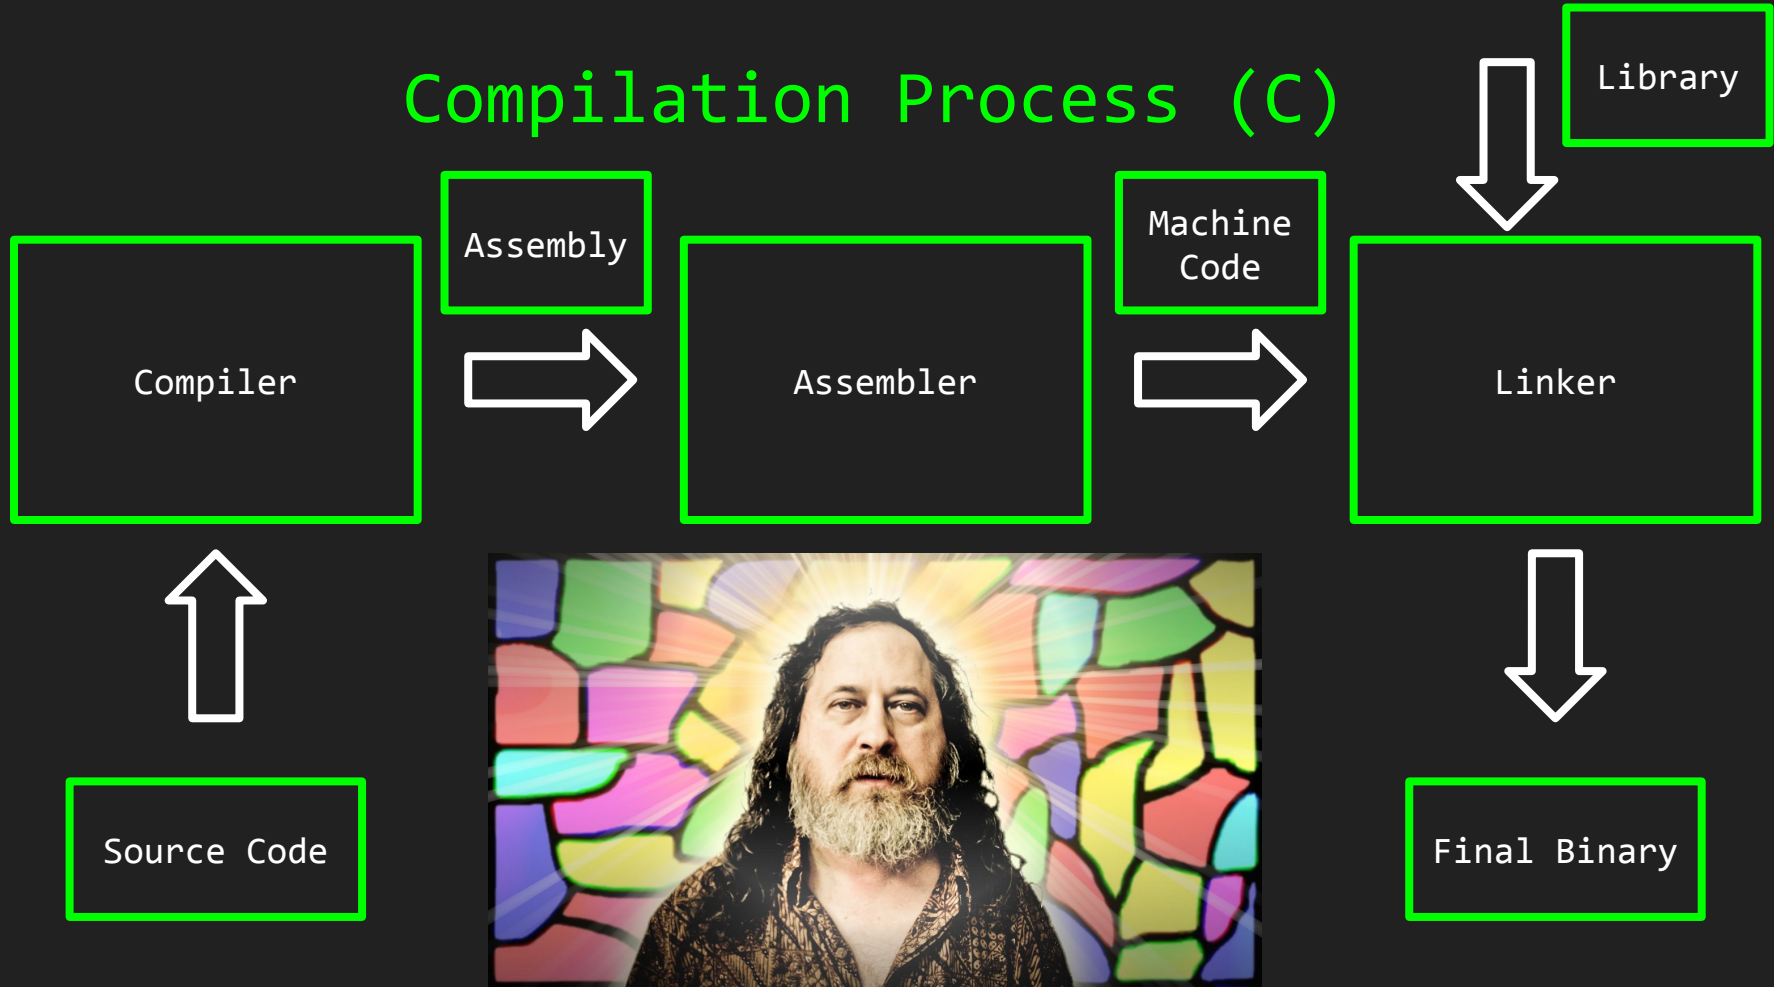 Compilation Process (C)
Library
Assembly
Machine
Code
Compiler
Assembler
Linker
Source Code
Final Binary